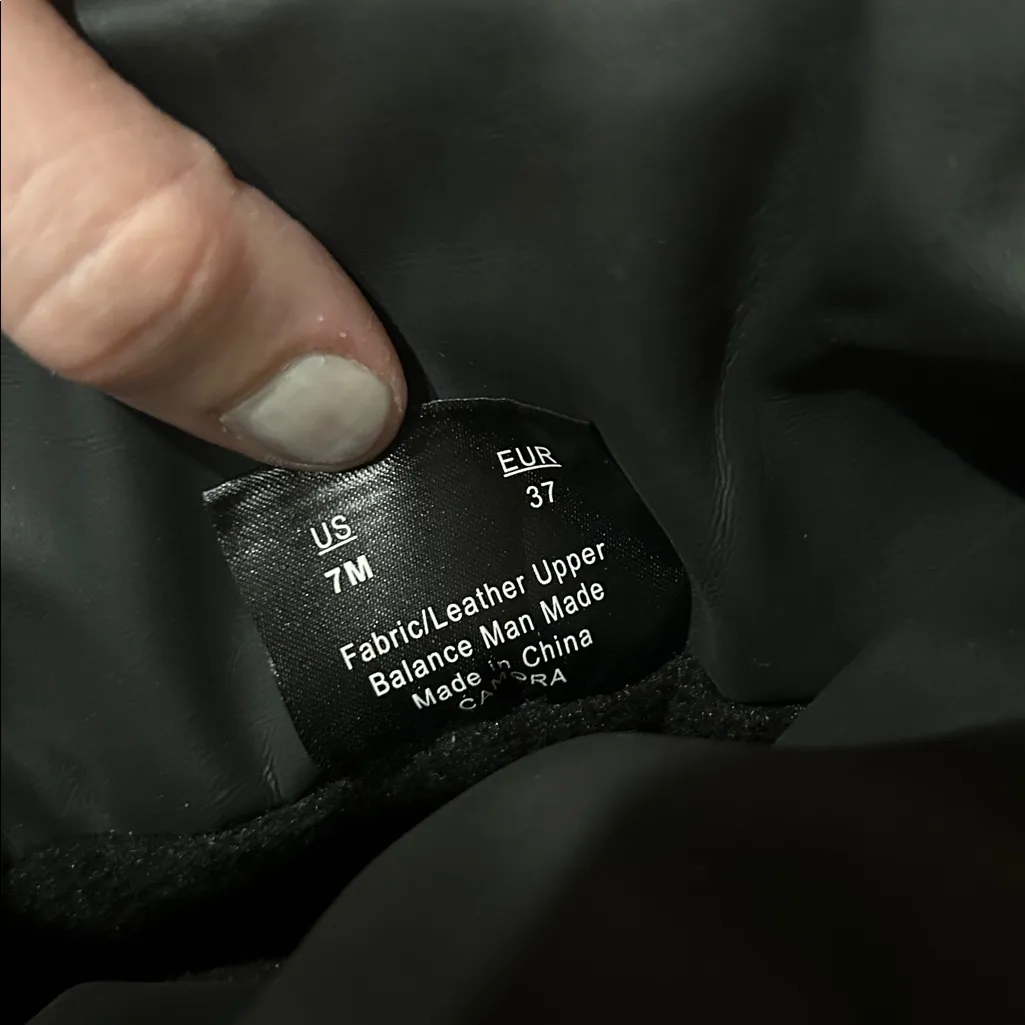 US EUR
7M 37
Fabric/Leather Upper
Balance Man Made
Made in China